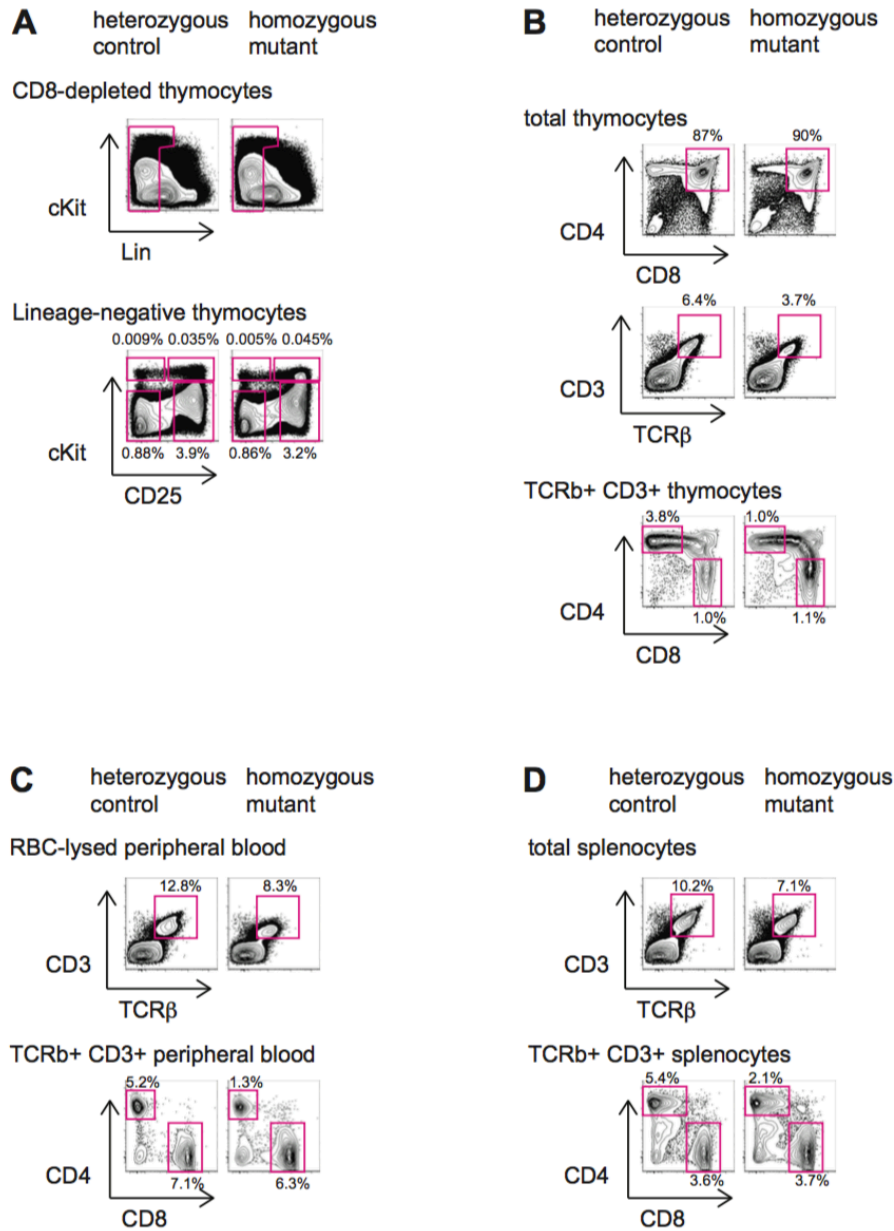 A
heterozygous control
homozygous mutant
CD8-depleted thymocytes
cKit
Lin
Lineage-negative thymocytes
0.009% 0.035% 0.005% 0.045%
cKit
0.88% 3.9% 0.86% 3.2%
CD25
B
heterozygous control
homozygous mutant
total thymocytes
87% 90%
CD4
CD8
6.4% 3.7%
CD3
TCRβ
TCRb+ CD3+ thymocytes
3.8% 1.0%
CD4
1.0% 1.1%
CD8
C
heterozygous control
homozygous mutant
RBC-lysed peripheral blood
12.8% 8.3%
CD3
TCRβ
TCRb+ CD3+ peripheral blood
5.2% 1.3%
CD4
7.1% 6.3%
CD8
D
heterozygous control
homozygous mutant
total splenocytes
10.2% 7.1%
CD3
TCRβ
TCRb+ CD3+ splenocytes
5.4% 2.1%
CD4
3.6% 3.7%
CD8